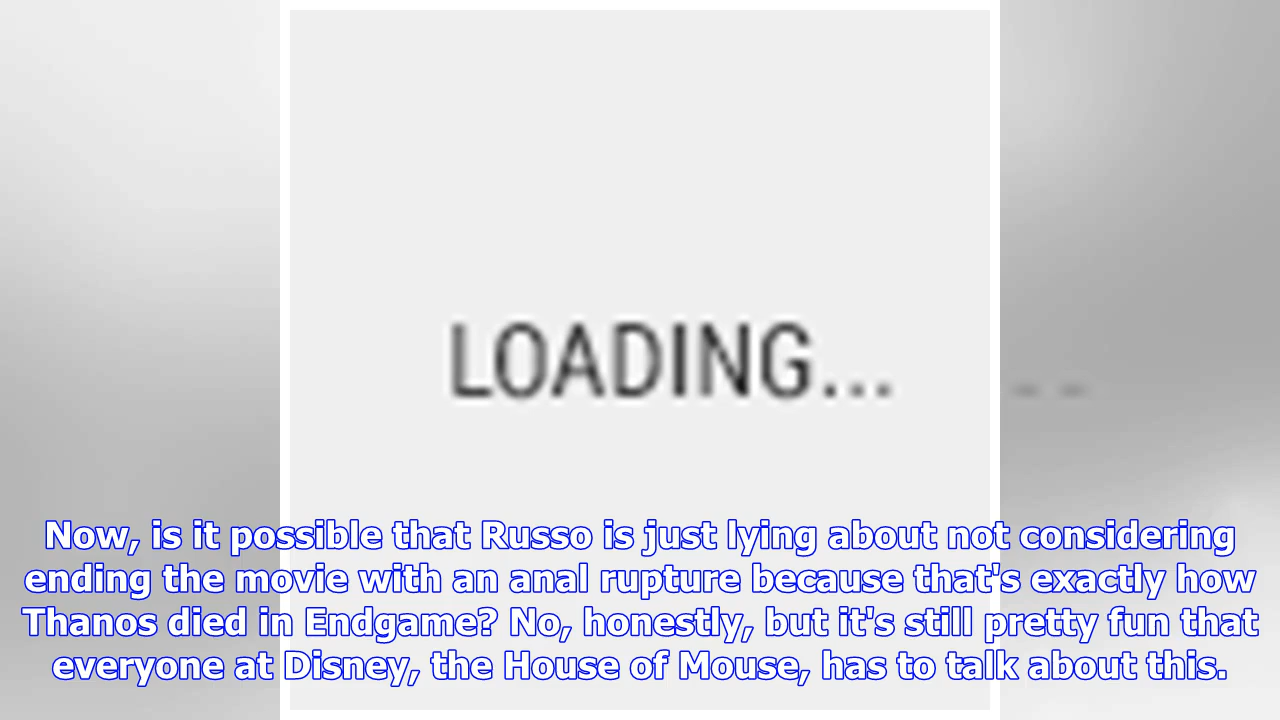 LOADING...
Now, is it possible that Russo is just lying about not considering
ending the movie with an anal rupture because that's exactly how
Thanos died in Endgame? No, honestly, but it's still pretty fun that
everyone at Disney, the House of Mouse, has to talk about this.